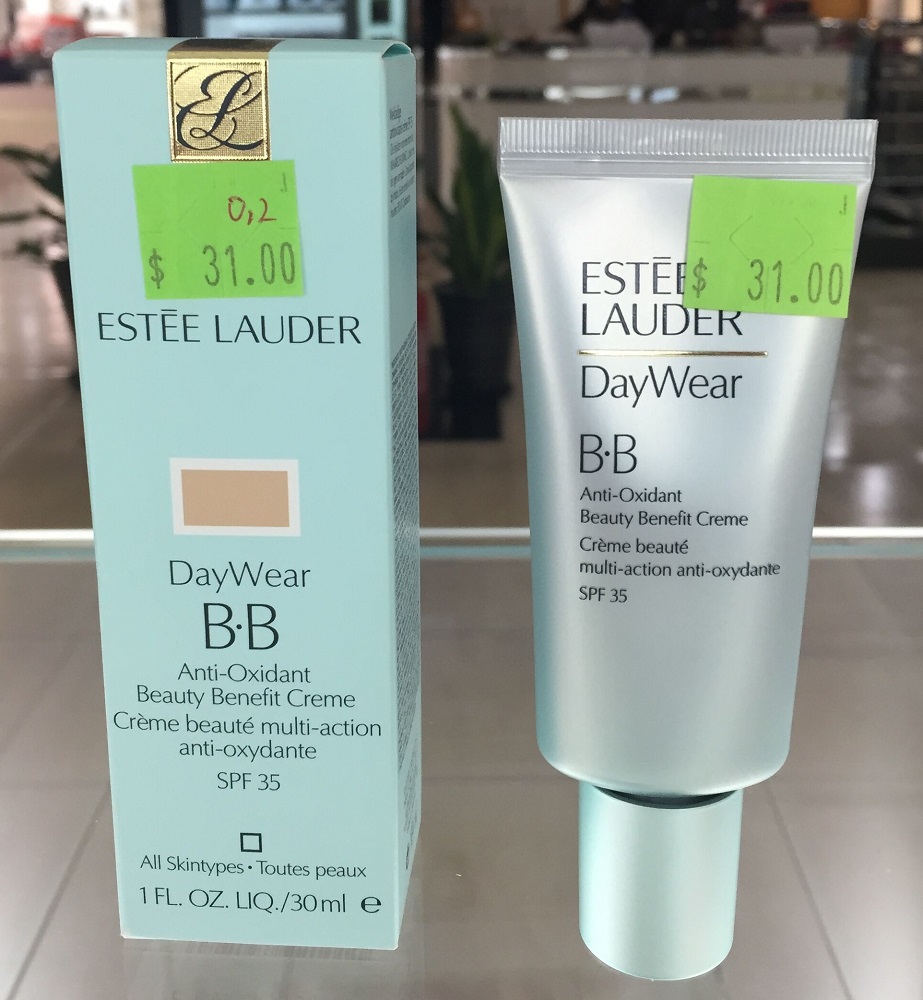 EL
0,2
$ 31.00
ESTĒE LAUDER
DayWear
B·B
Anti-Oxidant
Beauty Benefit Creme
Crème beauté multi-action
anti-oxydante
SPF 35
All Skintypes • Toutes peaux
1 FL. OZ. LIQ./30 ml e
$ 31.00
ESTĒE
LAUDER
DayWear
B·B
Anti-Oxidant
Beauty Benefit Creme
Crème beauté
multi-action anti-oxydante
SPF 35